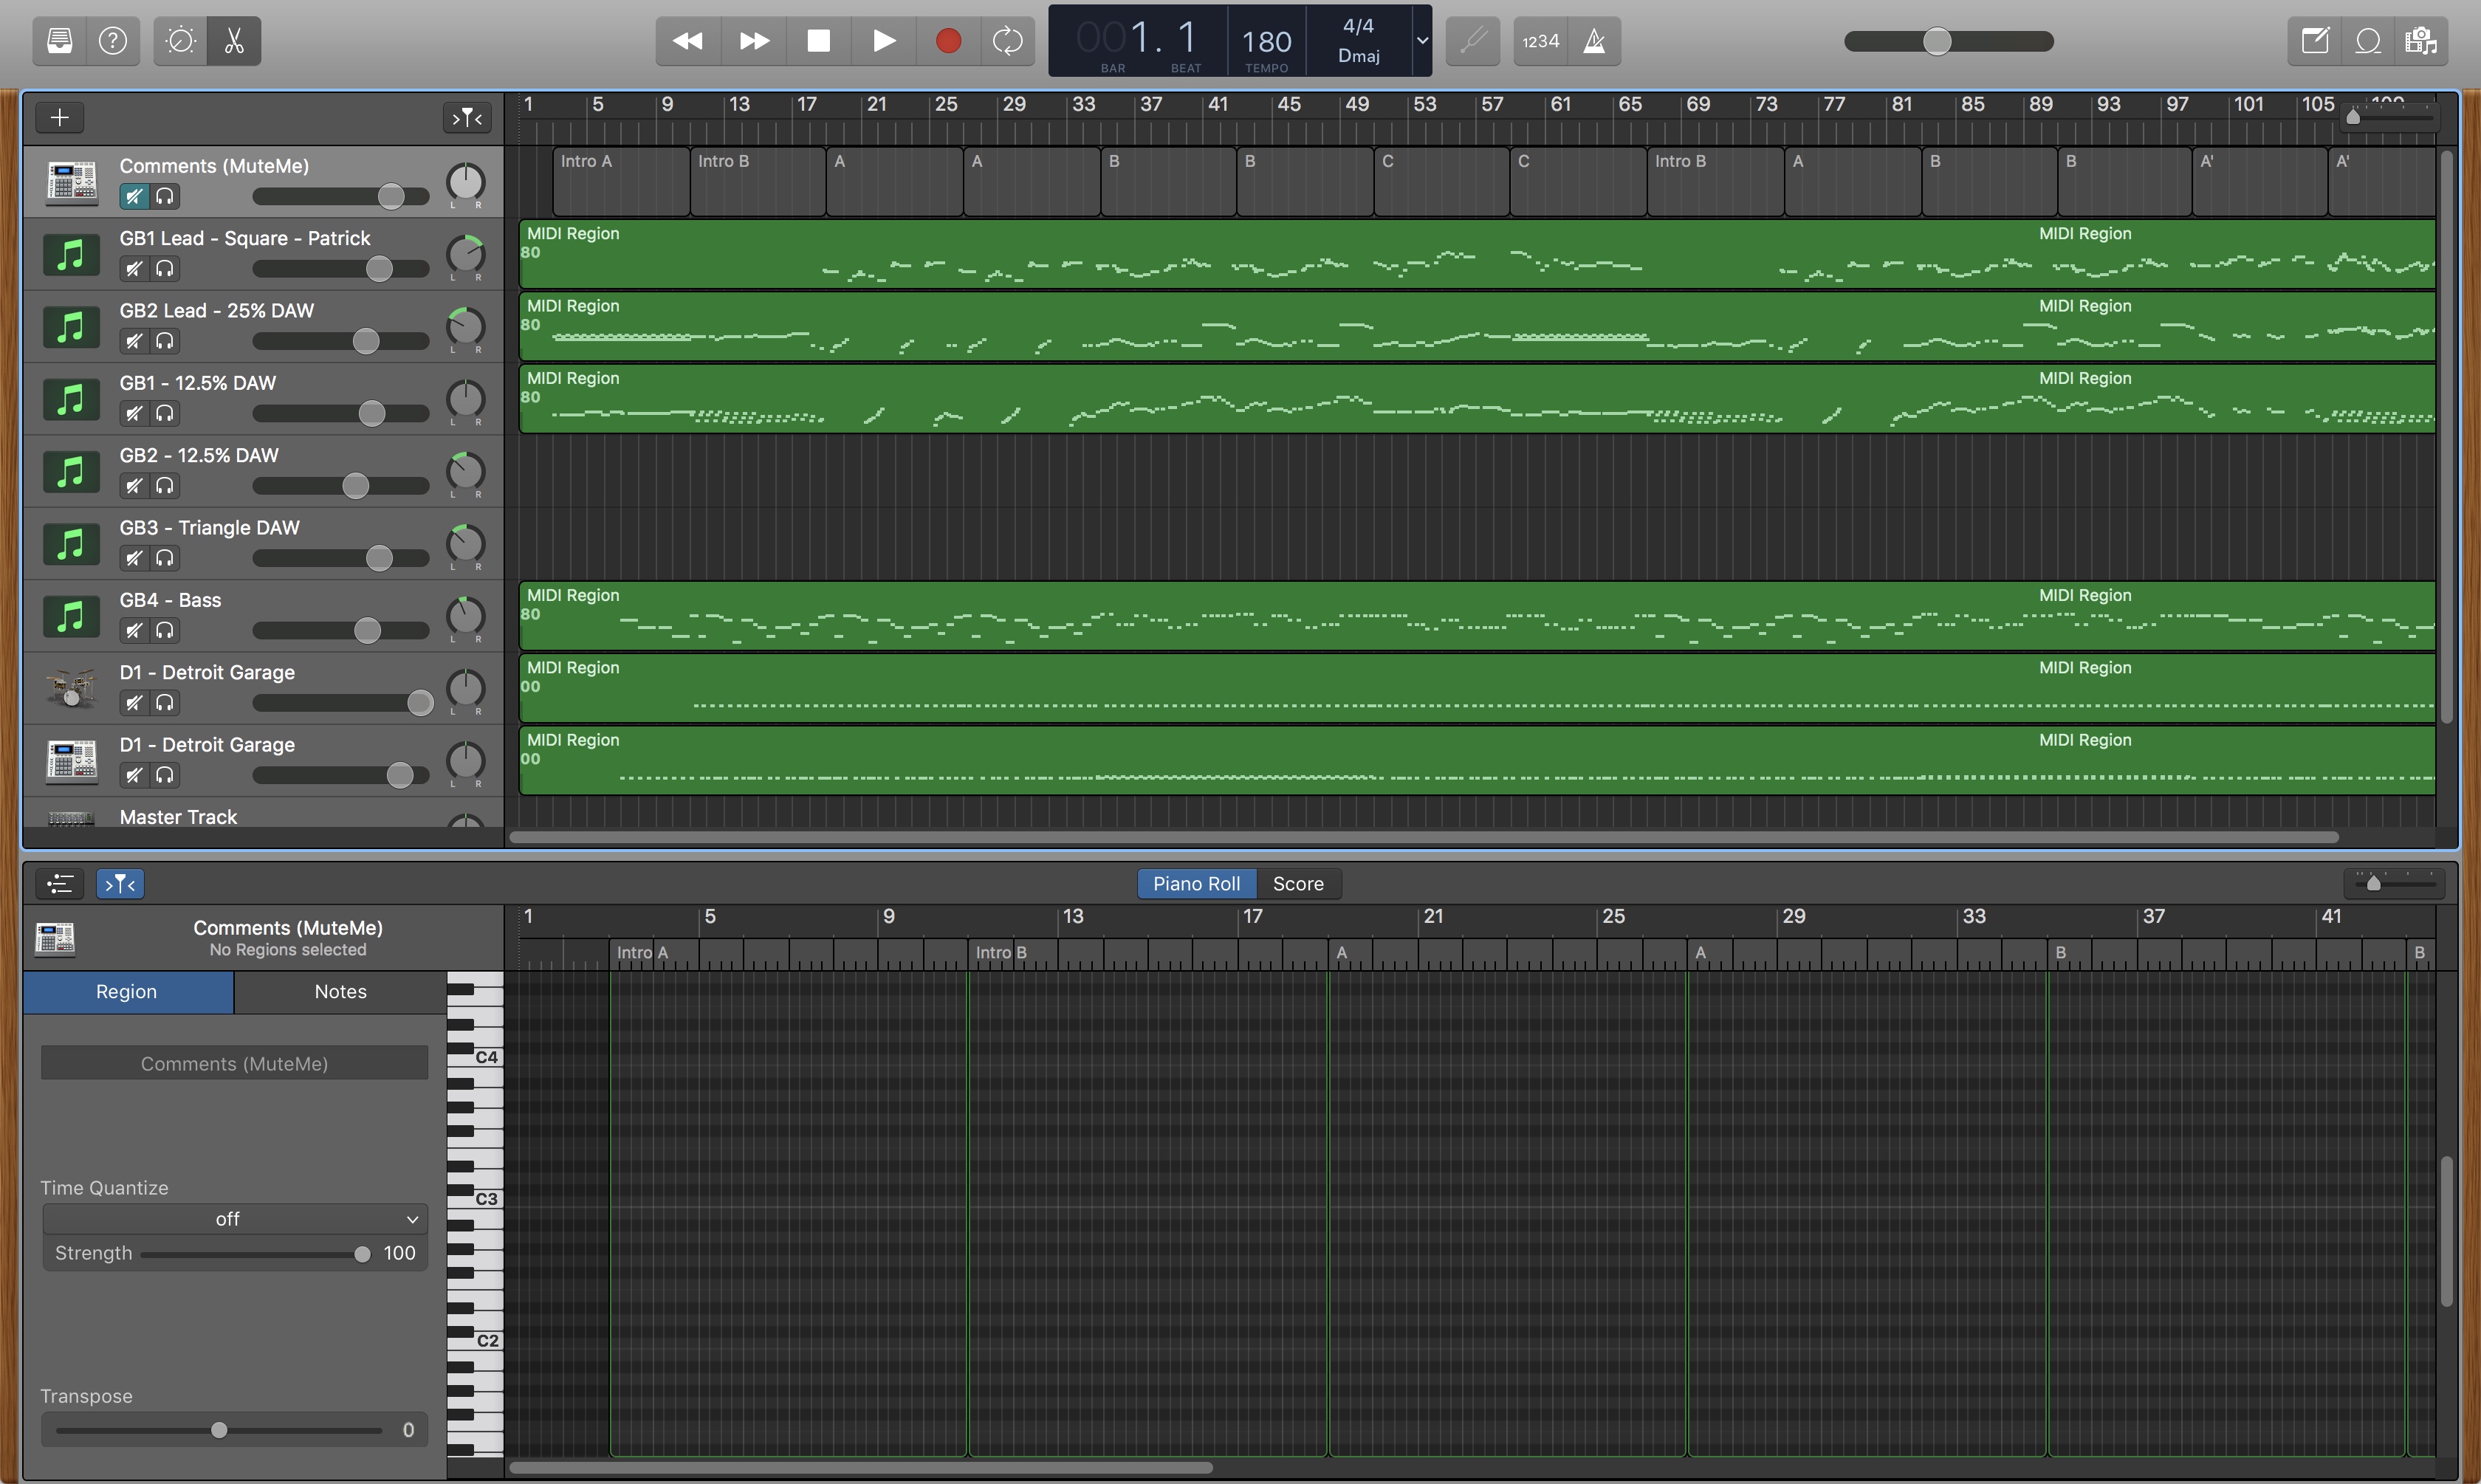 001. 1 180 4/4 Dmaj
BAR BEAT TEMPO
1234
1 5 9 13 17 21 25 29 33 37 41 45 49 53 57 61 65 69 73 77 81 85 89 93 97 101 105 109
Comments (MuteMe)
L R
Intro A Intro B A A B B C C Intro B A B B A' A'
GB1 Lead - Square - Patrick
L R
MIDI Region MIDI Region
80
GB2 Lead - 25% DAW
L R
MIDI Region MIDI Region
80
GB1 - 12.5% DAW
L R
MIDI Region MIDI Region
80
GB2 - 12.5% DAW
L R
GB3 - Triangle DAW
L R
GB4 - Bass
L R
MIDI Region MIDI Region
80
D1 - Detroit Garage
L R
MIDI Region MIDI Region
00
D1 - Detroit Garage
L R
MIDI Region MIDI Region
00
Master Track
Piano Roll Score
Comments (MuteMe)
No Regions selected
1 5 9 13 17 21 25 29 33 37 41
Intro A Intro B A A B B
Region Notes
Comments (MuteMe)
Time Quantize
off
Strength 100
Transpose
0
C4
C3
C2